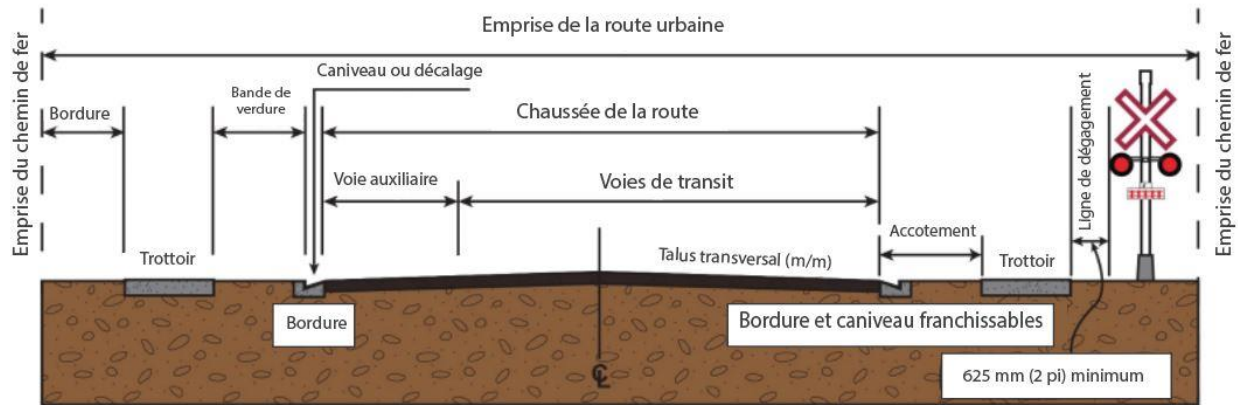 Emprise de la route urbaine
Emprise du chemin de fer
Caniveau ou décalage
Bordure
Bande de
verdure
Chaussée de la route
Voie auxiliaire
Voies de transit
Ligne de dégagement
Emprise du chemin de fer
Trottoir
Talus transversal (m/m)
Accotement
Trottoir
Bordure
Bordure et caniveau franchissables
625 mm (2 pi) minimum
℄